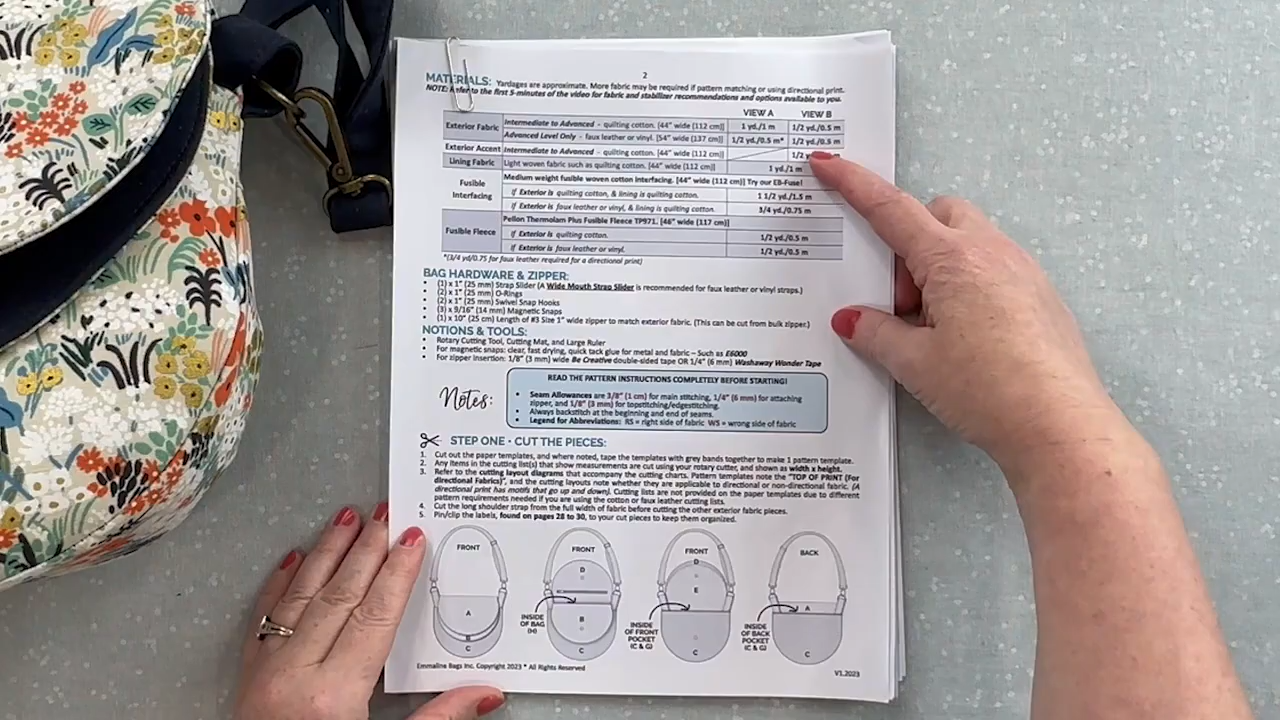 2
MATERIALS: Yardages are approximate. More fabric may be required if pattern matching or using directional print.
NOTE: Refer to the first 5-minutes of the video for fabric and stabilizer recommendations and options available to you.
VIEW A VIEW B
Exterior Fabric Intermediate to Advanced - quilting cotton. [44" wide (112 cm)] 1 yd./1 m 1/2 yd./0.5 m
Advanced Level Only - faux leather or vinyl. [54" wide (137 cm)] 1/2 yd./0.5 m* 1/2 yd./0.5 m
Exterior Accent Intermediate to Advanced - quilting cotton. [44" wide (112 cm)] 1/2
Lining Fabric Light woven fabric such as quilting cotton. [44" wide (112 cm)] 1 yd./1 m
Fusible Interfacing Medium weight fusible woven cotton interfacing. [44" wide (112 cm)] Try our EB-Fuse!
if Exterior is quilting cotton, & lining is quilting cotton. 1 1/2 yd./1.5 m
if Exterior is faux leather or vinyl, & lining is quilting cotton. 3/4 yd./0.75 m
Fusible Fleece Pellon Thermolam Plus Fusible Fleece TP971. [46" wide (117 cm)]
if Exterior is quilting cotton. 1/2 yd./0.5 m
if Exterior is faux leather or vinyl. 1/2 yd./0.5 m
*(3/4 yd/0.75 for faux leather required for a directional print)
BAG HARDWARE & ZIPPER:
• (1) x 1" (25 mm) Strap Slider (A Wide Mouth Strap Slider is recommended for faux leather or vinyl straps.)
• (2) x 1" (25 mm) O-Rings
• (2) x 1" (25 mm) Swivel Snap Hooks
• (3) x 9/16" (14 mm) Magnetic Snaps
• (1) x 10" (25 cm) Length of #3 Size 1" wide zipper to match exterior fabric. (This can be cut from bulk zipper.)
NOTIONS & TOOLS:
• Rotary Cutting Tool, Cutting Mat, and Large Ruler
• For magnetic snaps: clear, fast drying, quick tack glue for metal and fabric – Such as E6000
• For zipper insertion: 1/8" (3 mm) wide Be Creative double-sided tape OR 1/4" (6 mm) Washaway Wonder Tape
Notes:
READ THE PATTERN INSTRUCTIONS COMPLETELY BEFORE STARTING!
• Seam Allowances are 3/8" (1 cm) for main stitching, 1/4" (6 mm) for attaching
zipper, and 1/8" (3 mm) for topstitching/edgestitching.
• Always backstitch at the beginning and end of seams.
• Legend for Abbreviations: RS = right side of fabric WS = wrong side of fabric
STEP ONE • CUT THE PIECES:
1. Cut out the paper templates, and where noted, tape the templates with grey bands together to make 1 pattern template.
2. Any items in the cutting list(s) that show measurements are cut using your rotary cutter, and shown as width x height.
3. Refer to the cutting layout diagrams that accompany the cutting charts. Pattern templates note the "TOP OF PRINT (For
directional Fabrics)", and the cutting layouts note whether they are applicable to directional or non-directional fabric. (A
directional print has motifs that go up and down). Cutting lists are not provided on the paper templates due to different
pattern requirements needed if you are using the cotton or faux leather cutting lists.
4. Cut the long shoulder strap from the full width of fabric before cutting the other exterior fabric pieces.
5. Pin/clip the labels, found on pages 28 to 30, to your cut pieces to keep them organized.
FRONT FRONT FRONT BACK
D D
E
A B A
INSIDE OF BAG (H)
INSIDE OF FRONT POCKET (C & G)
INSIDE OF BACK POCKET (C & G)
B
C C C C
Emmaline Bags Inc. Copyright 2023 * All Rights Reserved
V1.2023